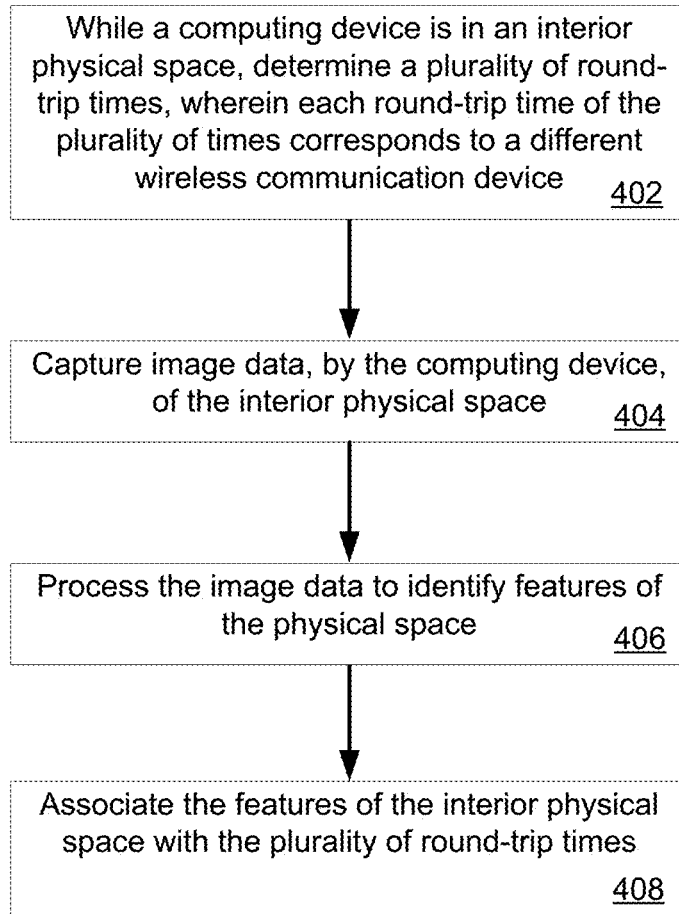 While a computing device is in an interior
physical space, determine a plurality of round-
trip times, wherein each round-trip time of the
plurality of times corresponds to a different
wireless communication device
402
Capture image data, by the computing device,
of the interior physical space
404
Process the image data to identify features of
the physical space
406
Associate the features of the interior physical
space with the plurality of round-trip times
408